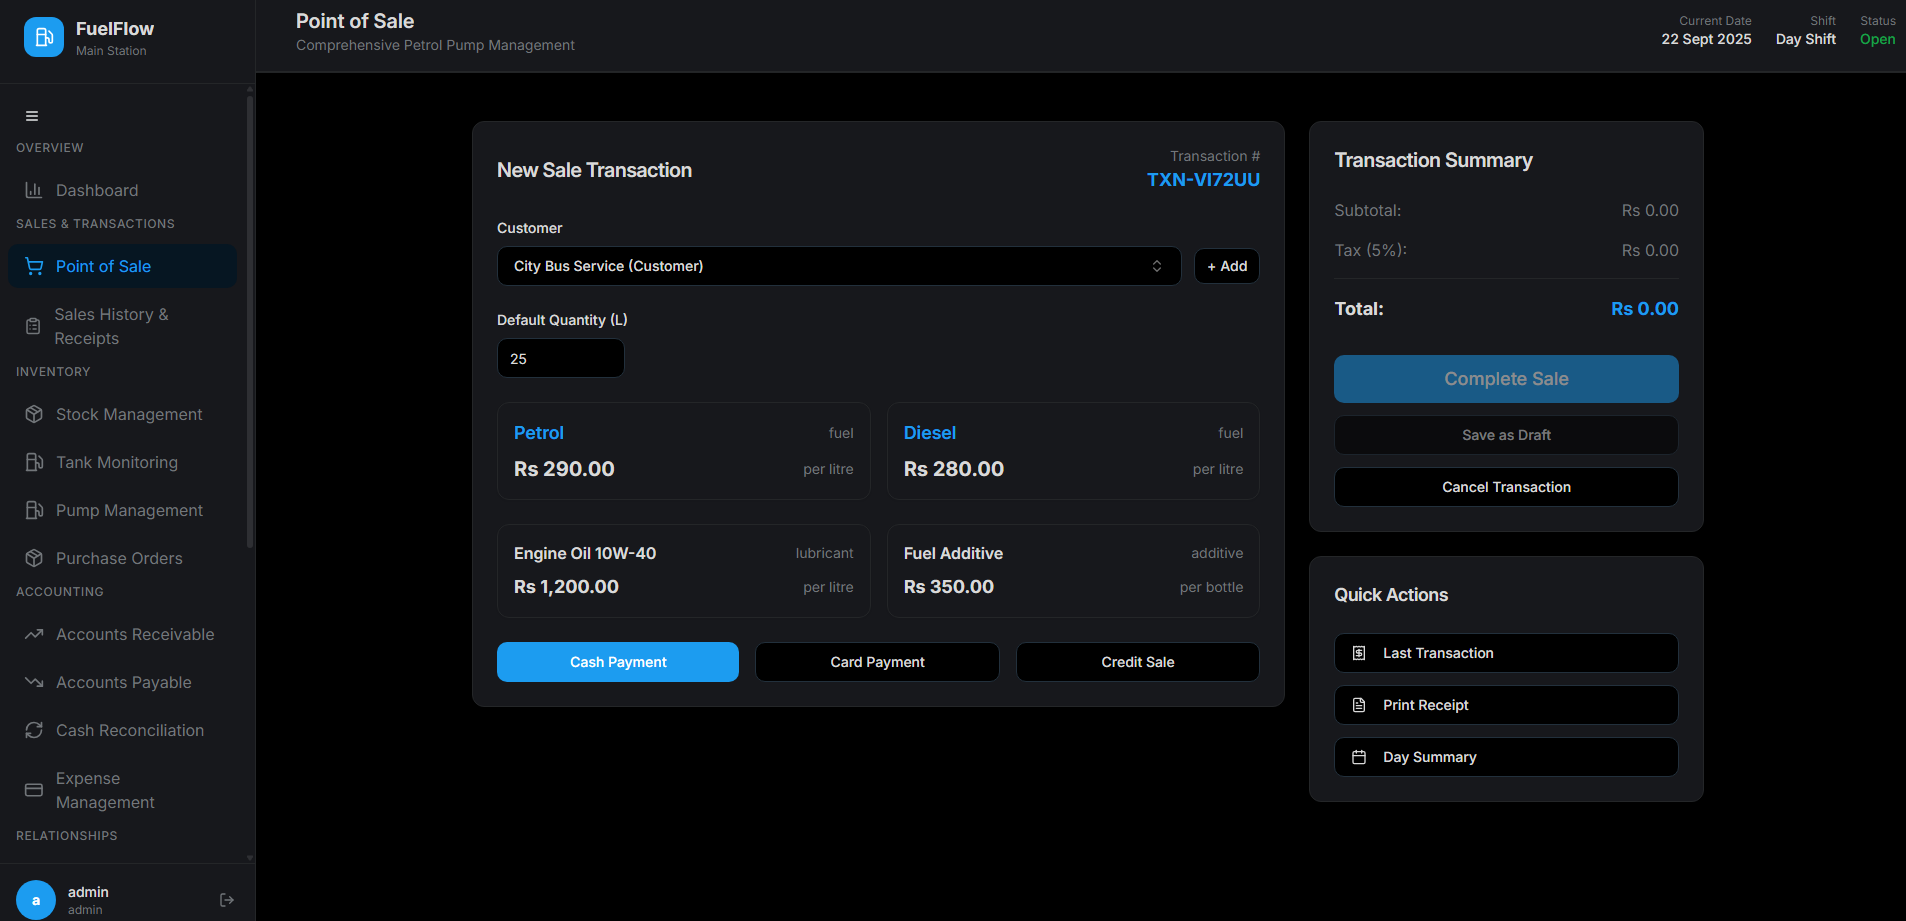 FuelFlow
Main Station
OVERVIEW
Dashboard
SALES & TRANSACTIONS
Point of Sale
Sales History &
Receipts
INVENTORY
Stock Management
Tank Monitoring
Pump Management
Purchase Orders
ACCOUNTING
Accounts Receivable
Accounts Payable
Cash Reconciliation
Expense
Management
RELATIONSHIPS
a
admin
admin
Point of Sale
Comprehensive Petrol Pump Management
Current Date
22 Sept 2025
Shift
Day Shift
Status
Open
New Sale Transaction
Transaction #
TXN-VI72UU
Customer
City Bus Service (Customer)
+ Add
Default Quantity (L)
25
Petrol fuel
Rs 290.00 per litre
Diesel fuel
Rs 280.00 per litre
Engine Oil 10W-40 lubricant
Rs 1,200.00 per litre
Fuel Additive additive
Rs 350.00 per bottle
Cash Payment
Card Payment
Credit Sale
Transaction Summary
Subtotal: Rs 0.00
Tax (5%): Rs 0.00
Total: Rs 0.00
Complete Sale
Save as Draft
Cancel Transaction
Quick Actions
Last Transaction
Print Receipt
Day Summary